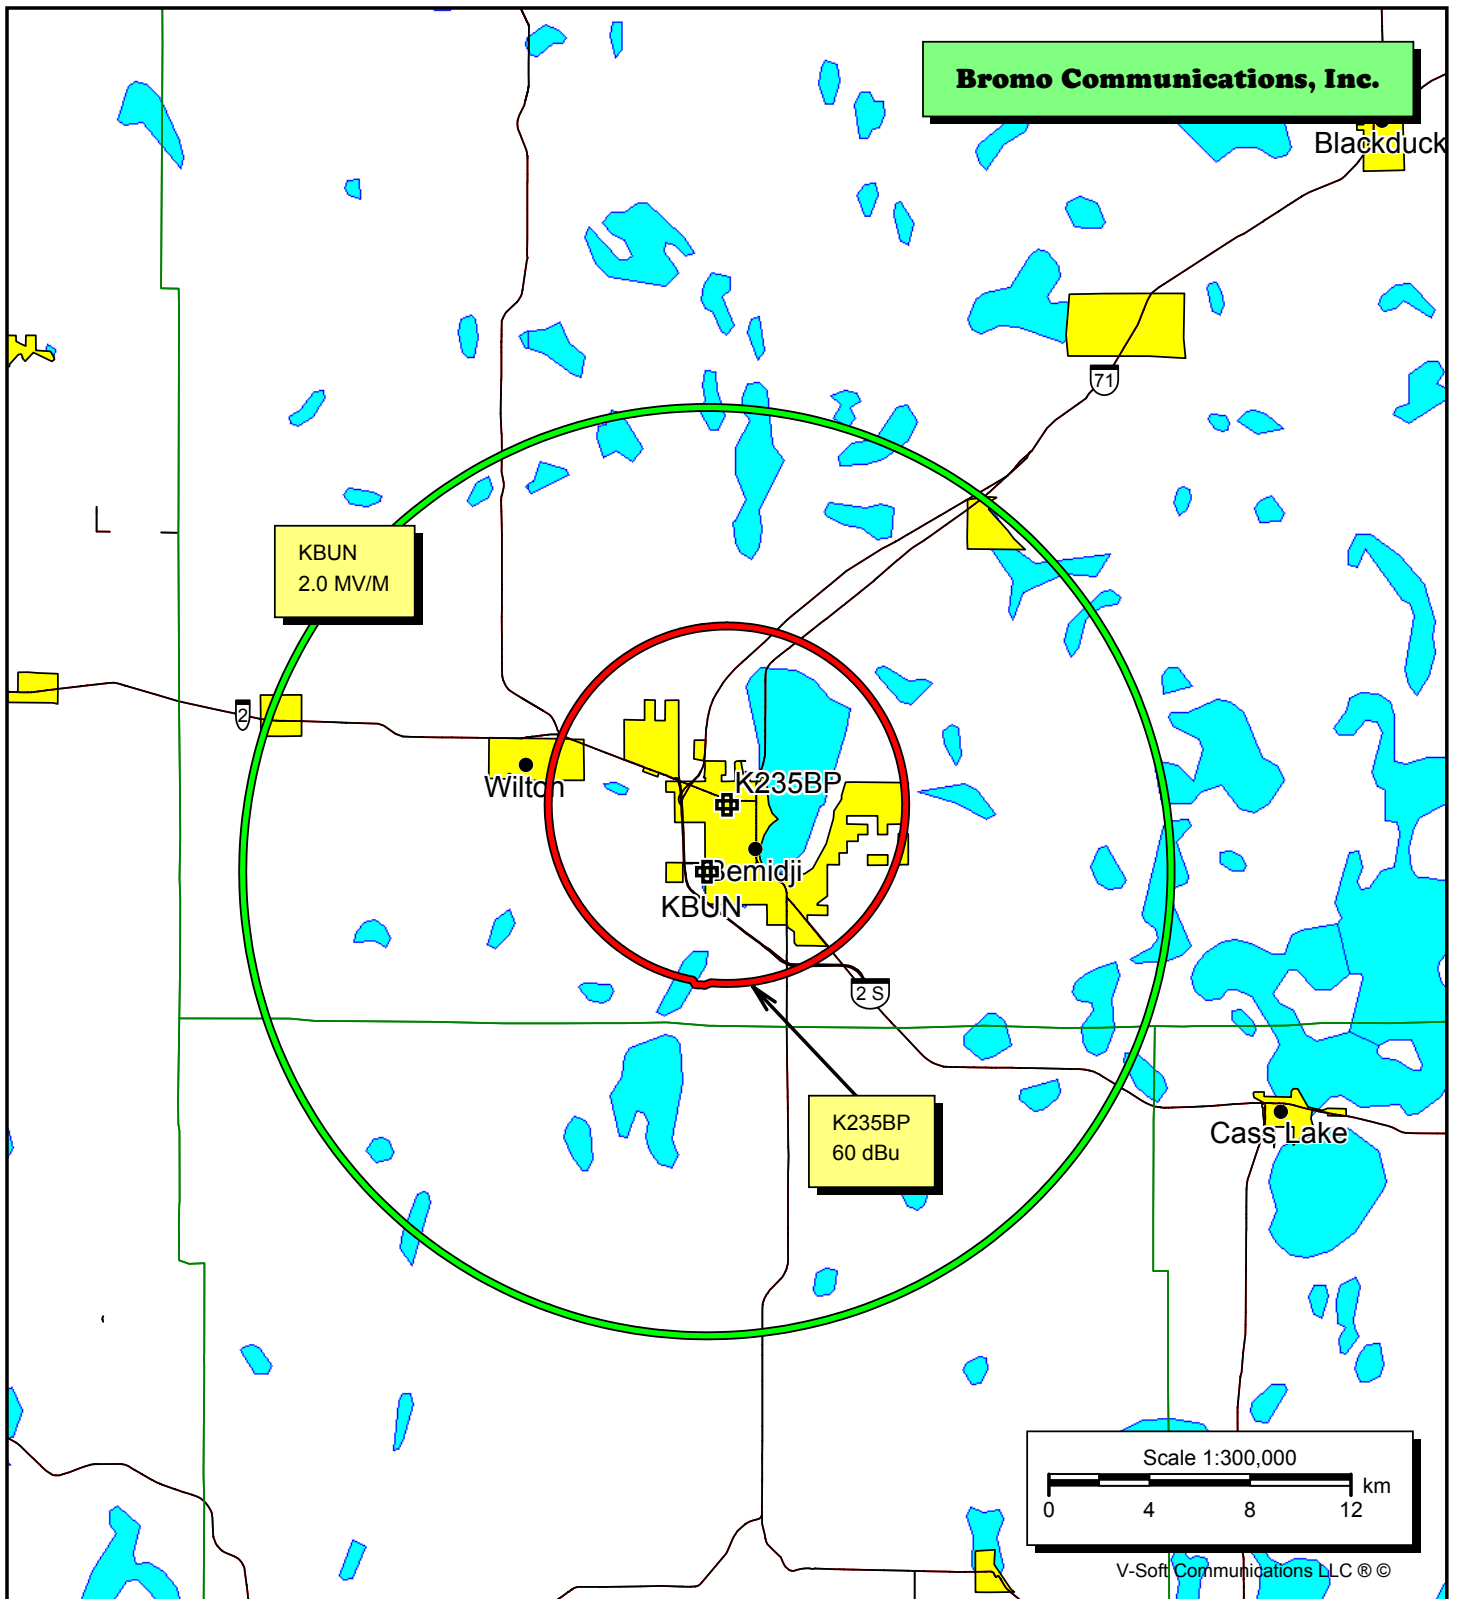 Bromo Communications, Inc.
Blackduck
71
KBUN
2.0 MV/M
2
Wilton
K235BP
Bemidji
KBUN
2 S
K235BP
60 dBu
Cass Lake
Scale 1:300,000
km
0 4 8 12
V-Soft Communications LLC ® ©